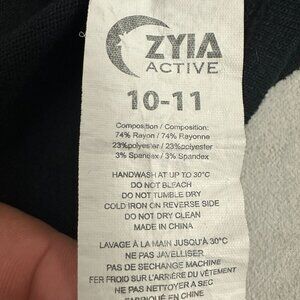 ZYIA
ACTIVE
10-11
Composition / Composition:
74% Rayon / 74% Rayonne
23%polyester / 23%polyester
3% Spandex / 3% Spandex
HANDWASH AT UP TO 30°C
DO NOT BLEACH
DO NOT TUMBLE DRY
COLD IRON ON REVERSE SIDE
DO NOT DRY CLEAN
MADE IN CHINA
LAVAGE À LA MAIN JUSQU'À 30°C
NE PAS JAVELLISER
PAS DE SECHANGE MACHINE
FER FROID SUR L'ARRIÈRE DU VÊTEMENT
NE PAS NETTOYER A SEC
FABRIQUÉ EN CHINE